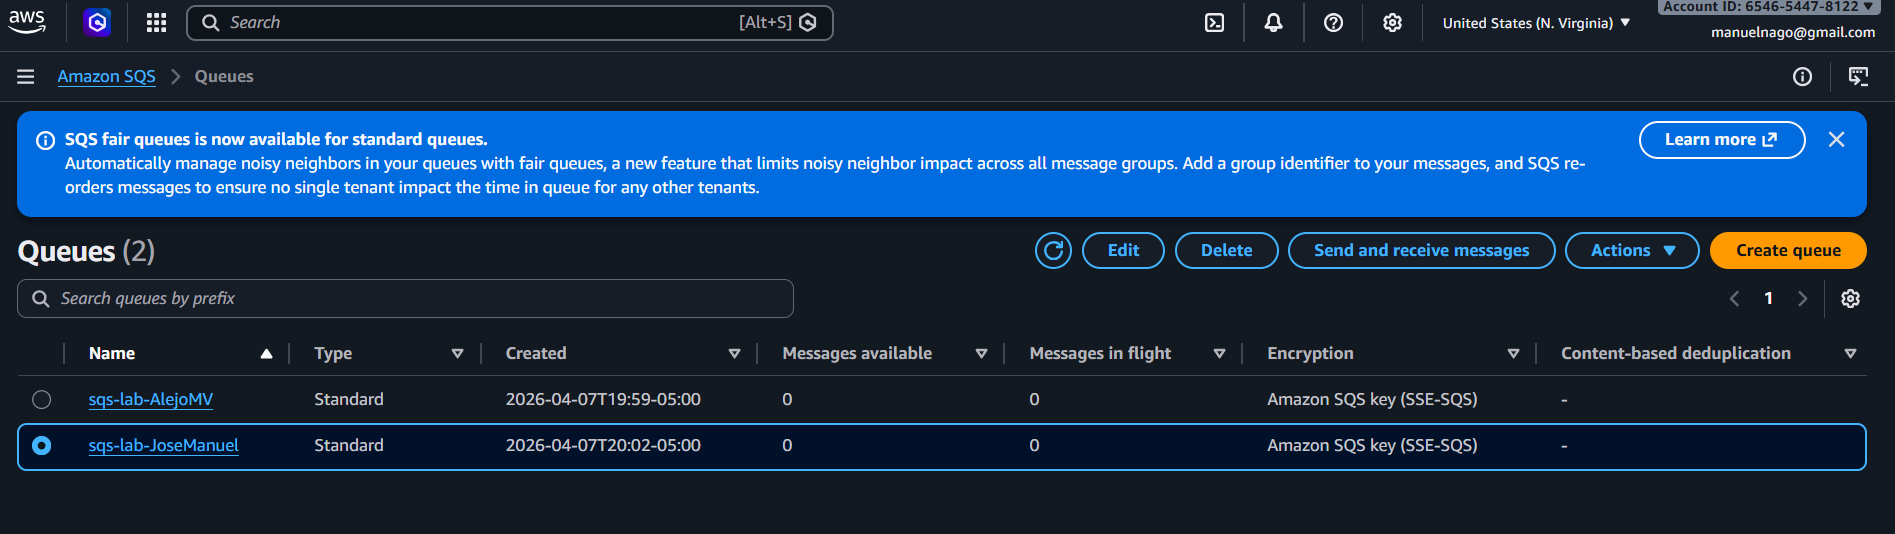 aws
Search
[Alt+S]
United States (N. Virginia)
Account ID: 6546-5447-8122
manuelnago@gmail.com
Amazon SQS
Queues
SQS fair queues is now available for standard queues.
Automatically manage noisy neighbors in your queues with fair queues, a new feature that limits noisy neighbor impact across all message groups. Add a group identifier to your messages, and SQS re-
orders messages to ensure no single tenant impact the time in queue for any other tenants.
Learn more
Queues (2)
Edit
Delete
Send and receive messages
Actions
Create queue
Search queues by prefix
1
Name Type Created Messages available Messages in flight Encryption Content-based deduplication
sqs-lab-AlejoMV Standard 2026-04-07T19:59-05:00 0 0 Amazon SQS key (SSE-SQS) -
sqs-lab-JoseManuel Standard 2026-04-07T20:02-05:00 0 0 Amazon SQS key (SSE-SQS) -